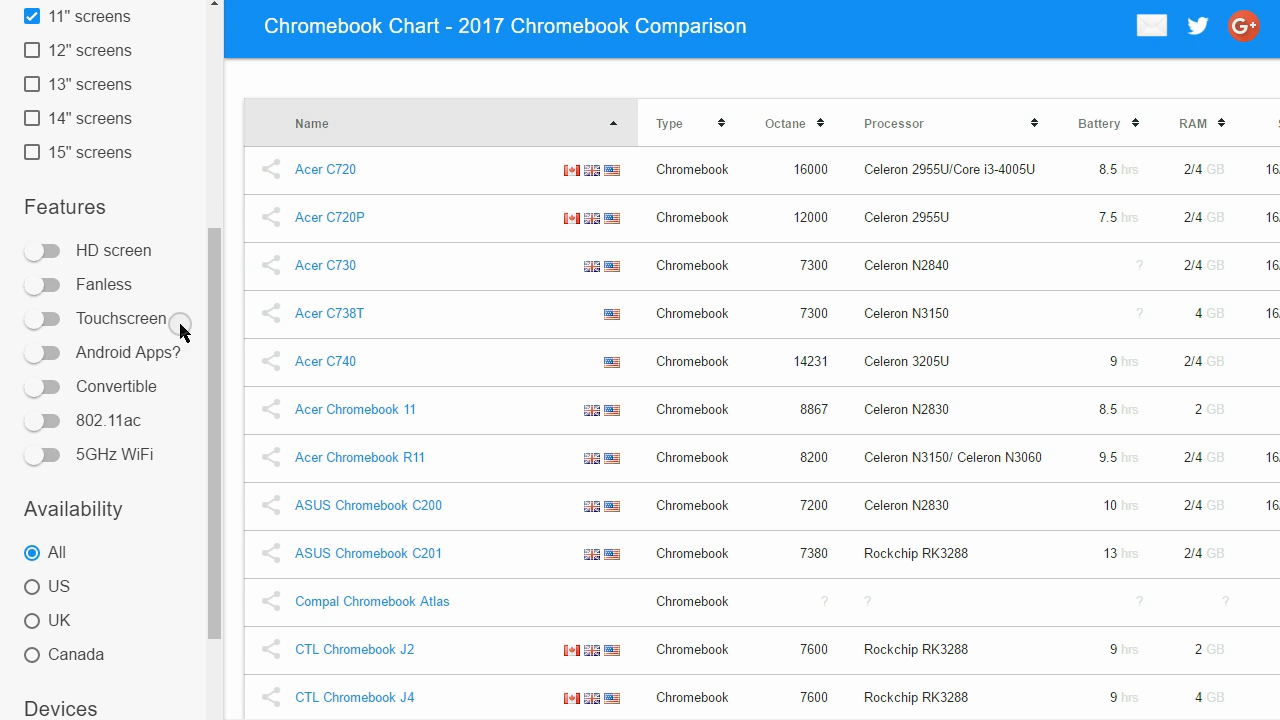 11" screens
12" screens
13" screens
14" screens
15" screens
Features
HD screen
Fanless
Touchscreen
Android Apps?
Convertible
802.11ac
5GHz WiFi
Availability
All
US
UK
Canada
Devices
Chromebook Chart - 2017 Chromebook Comparison
G+
Name Type Octane Processor Battery RAM
Acer C720 Chromebook 16000 Celeron 2955U/Core i3-4005U 8.5 hrs 2/4 GB 16
Acer C720P Chromebook 12000 Celeron 2955U 7.5 hrs 2/4 GB 16
Acer C730 Chromebook 7300 Celeron N2840 ? 2/4 GB
Acer C738T Chromebook 7300 Celeron N3150 ? 4 GB 16
Acer C740 Chromebook 14231 Celeron 3205U 9 hrs 2/4 GB
Acer Chromebook 11 Chromebook 8867 Celeron N2830 8.5 hrs 2 GB
Acer Chromebook R11 Chromebook 8200 Celeron N3150/ Celeron N3060 9.5 hrs 2/4 GB 16
ASUS Chromebook C200 Chromebook 7200 Celeron N2830 10 hrs 2/4 GB 16
ASUS Chromebook C201 Chromebook 7380 Rockchip RK3288 13 hrs 2/4 GB
Compal Chromebook Atlas Chromebook ? ? ? ?
CTL Chromebook J2 Chromebook 7600 Rockchip RK3288 9 hrs 2 GB
CTL Chromebook J4 Chromebook 7600 Rockchip RK3288 9 hrs 4 GB